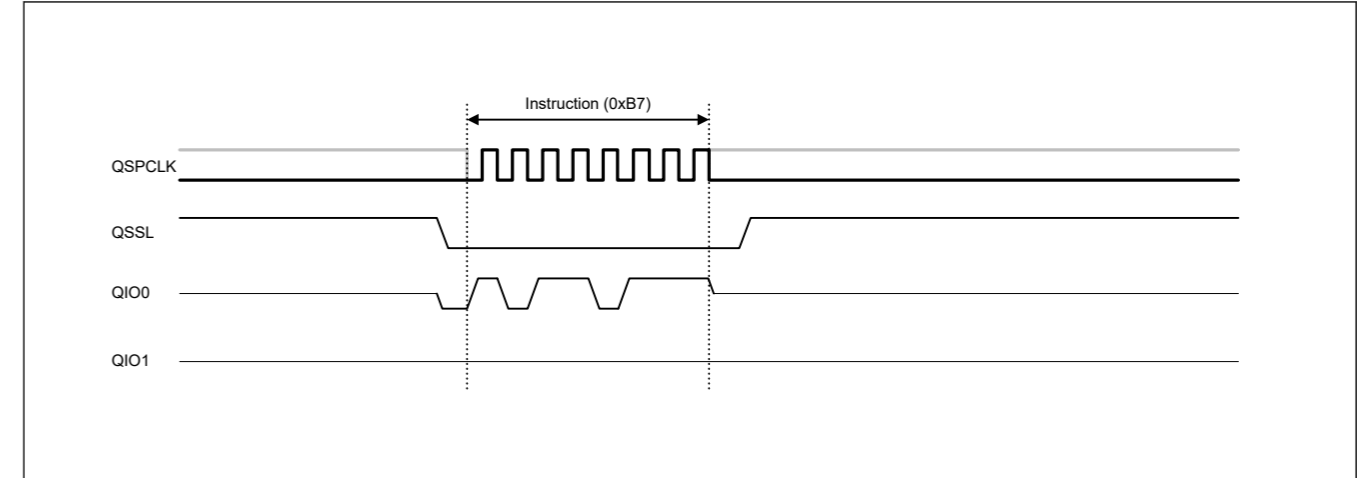 Instruction (0xB7)
QSPCLK
QSSL
QIO0
QIO1